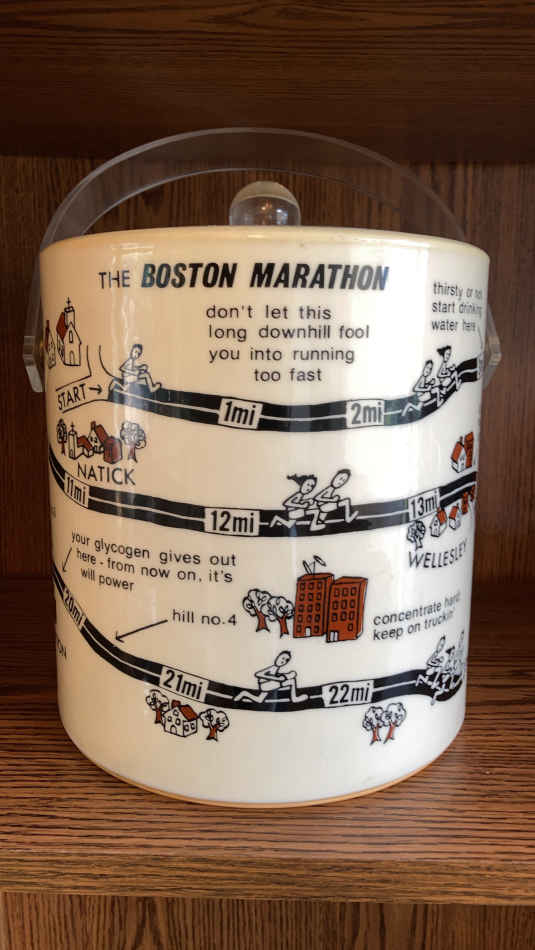 THE BOSTON MARATHON
don't let this
long downhill fool
you into running
too fast
thirsty or not
start drinking
water here
START →
1mi
2mi
NATICK
11mi
12mi
13mi
WELLESLEY
your glycogen gives out
here - from now on, it's
will power
20mi
hill no.4
concentrate hard,
keep on truckin'
21mi
22mi